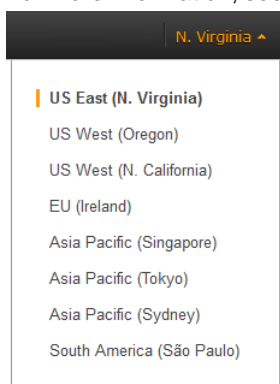 N. Virginia
US East (N. Virginia)
US West (Oregon)
US West (N. California)
EU (Ireland)
Asia Pacific (Singapore)
Asia Pacific (Tokyo)
Asia Pacific (Sydney)
South America (São Paulo)